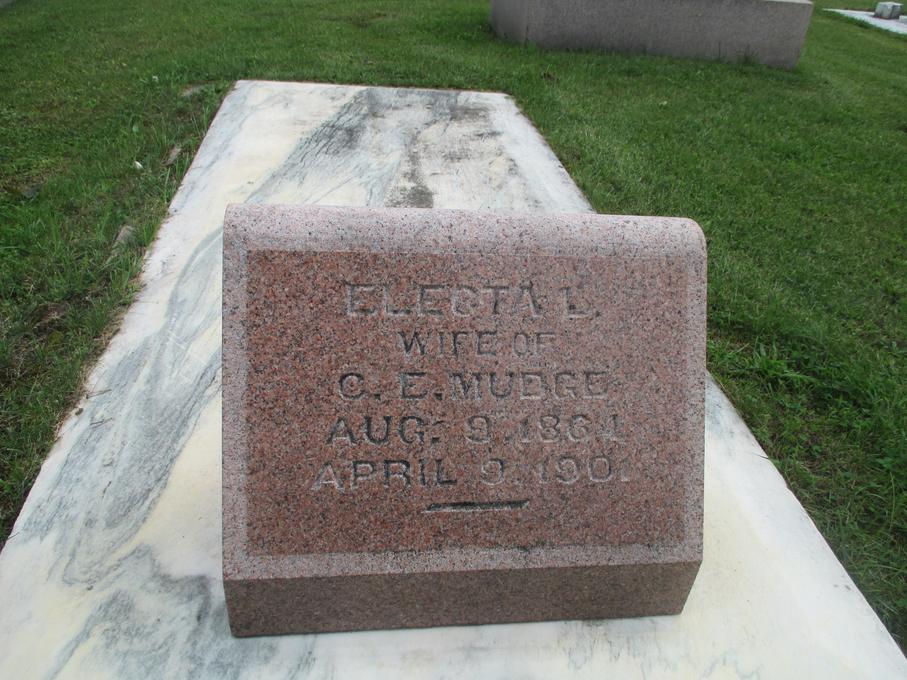 ELECTA L.
WIFE OF
C. E. MUDGE
AUG. 9, 1864
APRIL 9, 1901